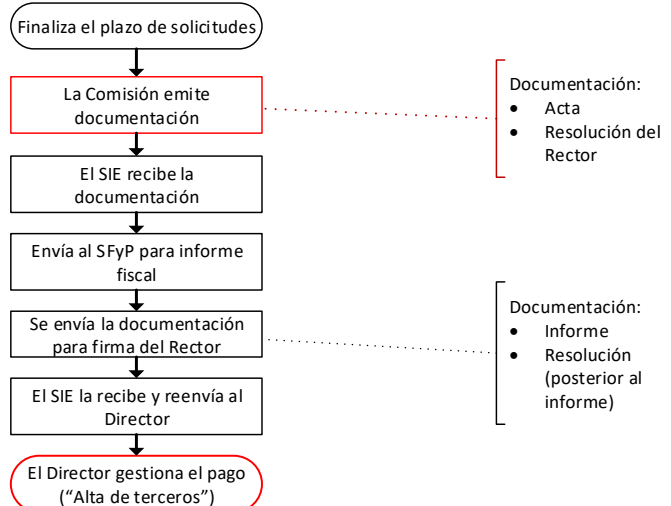 Finaliza el plazo de solicitudes
La Comisión emite
documentación
Documentación:
• Acta
• Resolución del
Rector
El SIE recibe la
documentación
Envía al SFyP para informe
fiscal
Se envía la documentación
para firma del Rector
Documentación:
• Informe
• Resolución
(posterior al
informe)
El SIE la recibe y reenvía al
Director
El Director gestiona el pago
(“Alta de terceros”)